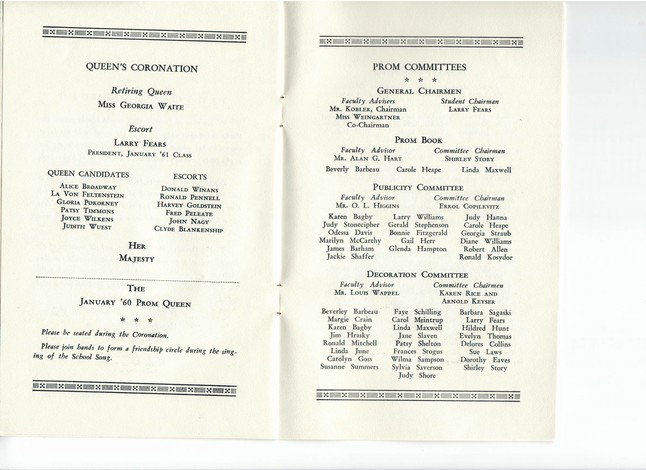 QUEEN'S CORONATION
Retiring Queen
Miss Georgia Waite
Escort
Larry Fears
President, January '61 Class
QUEEN CANDIDATES
Alice Broadway
La Von Feltenstein
Gloria Pokorney
Patsy Timmons
Joyce Wilkens
Judith Wuest
ESCORTS
Donald Winans
Ronald Pennell
Harvey Goldstein
Fred Peleate
John Nagy
Clyde Blankenship
Her
Majesty
The
January '60 Prom Queen
* * *
Please be seated during the Coronation.
Please join hands to form a friendship circle during the sing-
ing of the School Song.
PROM COMMITTEES
* * *
General Chairmen
Faculty Advisers Student Chairman
Mr. Kobler, Chairman Larry Fears
Miss Weingartner
Co-Chairman
Prom Book
Faculty Advisor Committee Chairman
Mr. Alan G. Hart Shirley Story
Beverly Barbeau Carole Heape Linda Maxwell
Publicity Committee
Faculty Advisor Committee Chairman
Mr. O. L. Higgins Errol Copilevitz
Karen Bagby Larry Williams Judy Hanna
Judy Stonecipher Gerald Stephenson Carole Heape
Odessa Davis Bonnie Fitzgerald Georgia Straub
Marilyn McCarthy Gail Herr Diane Williams
James Barham Glenda Hampton Robert Allen
Jackie Shaffer Ronald Kosydor
Decoration Committee
Faculty Advisor Committee Chairmen
Mr. Louis Wappel Karen Rice and
Arnold Keyser
Beverley Barbeau Faye Schilling Barbara Sagaski
Margie Crain Carol Meintrup Larry Fears
Karen Bagby Linda Maxwell Hildred Hunt
Jim Hrasky Jane Slaven Evelyn Thomas
Ronald Mitchell Patsy Shelton Delores Collins
Linda June Frances Srogus Sue Laws
Carolyn Goss Wilma Sampson Dorothy Eaves
Susanne Summers Sylvia Saverson Shirley Story
Judy Shore